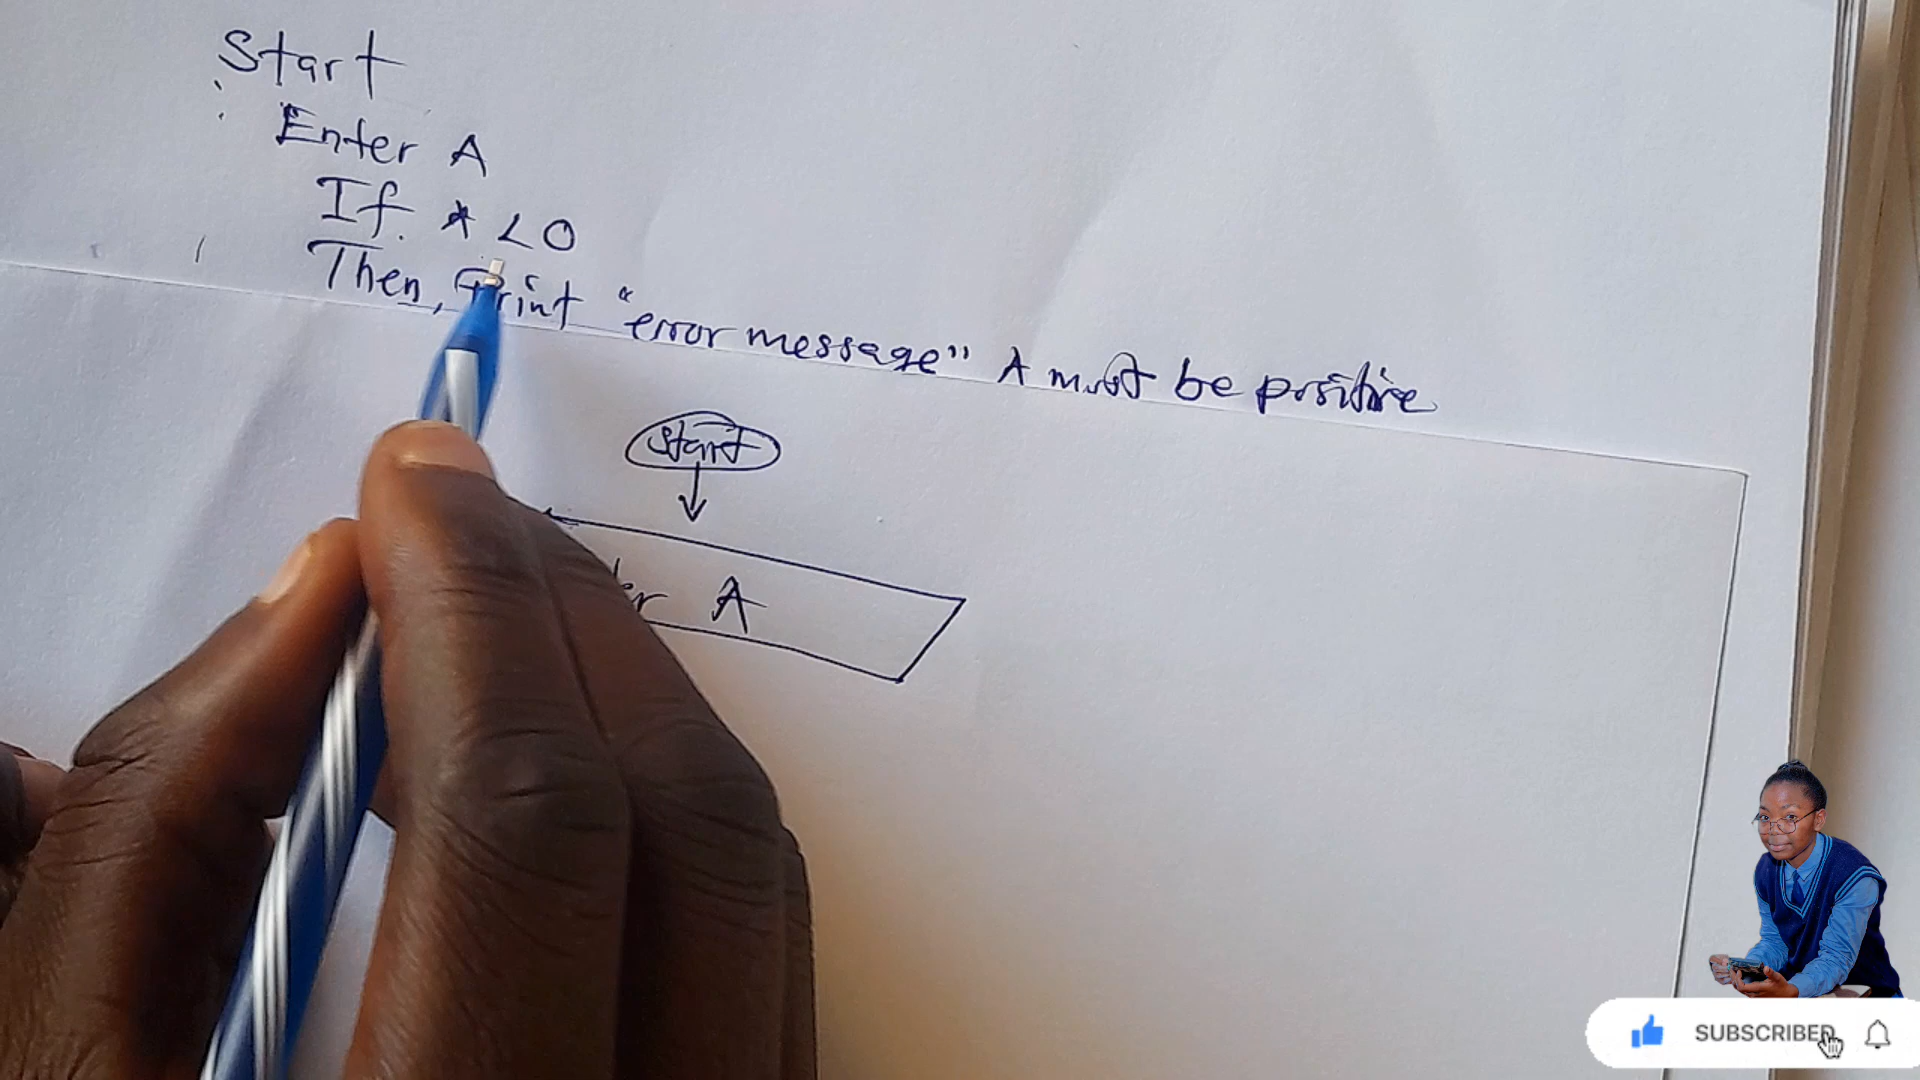 Start
Enter A
If A < 0
Then, Print "error message" A must be positive
start
A
SUBSCRIBED